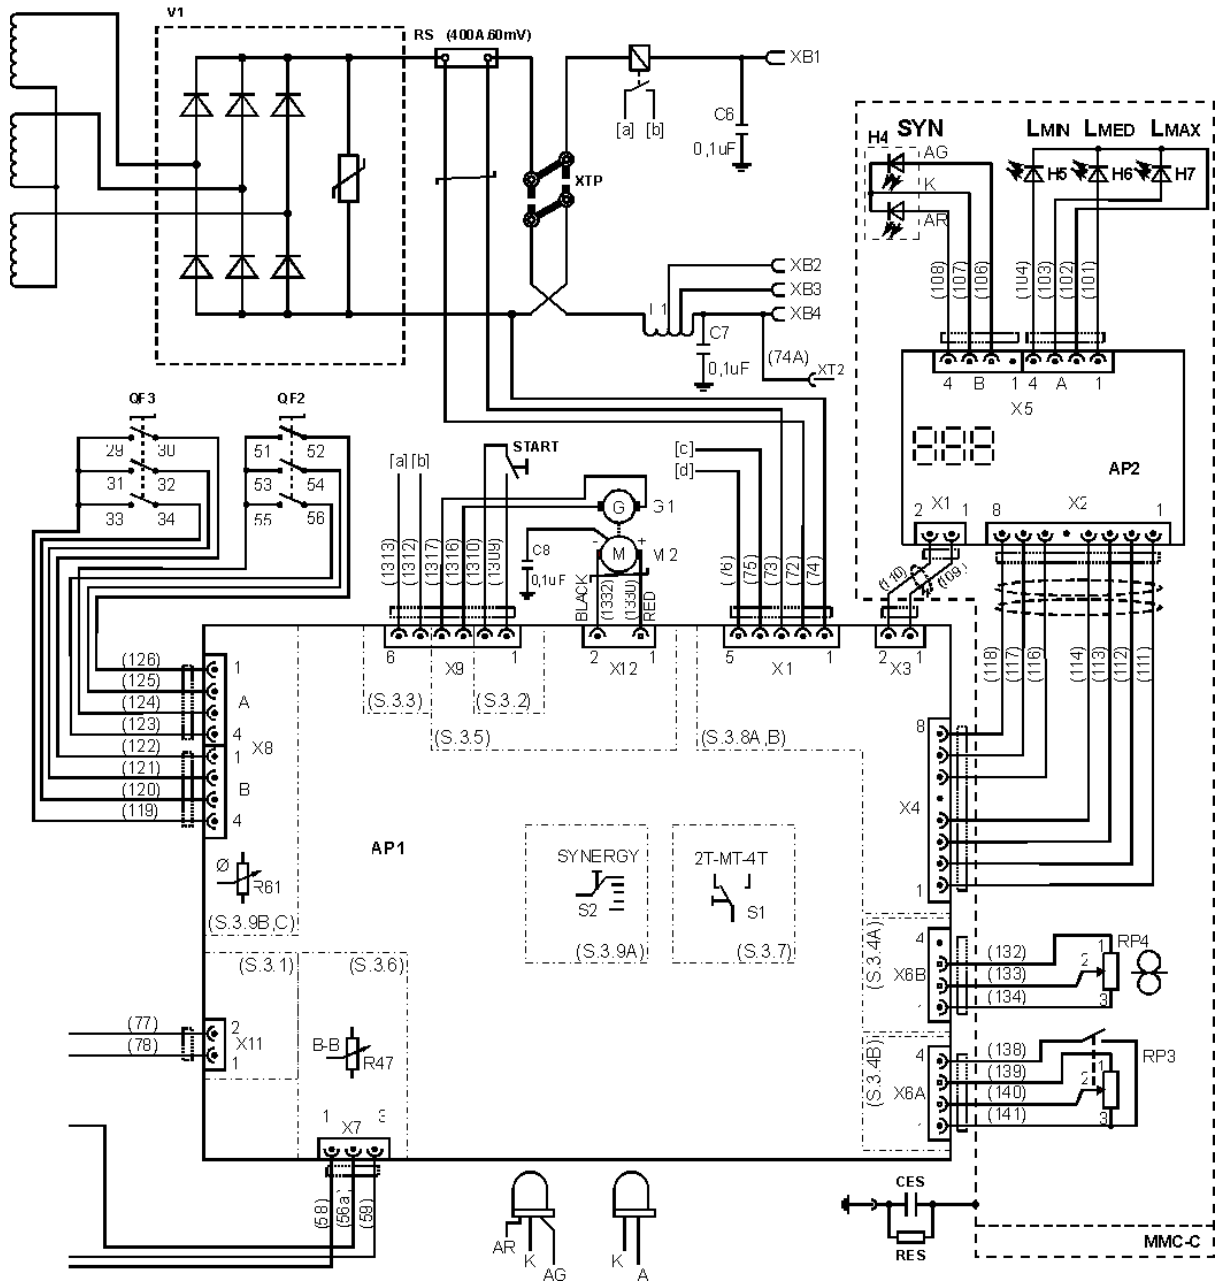 V1
RS (400A.60mV)
XB1
[a] [b]
C6
0,1uF
XTP
XB2
XB3
XB4
C7
0,1uF
(74A)
XT2
H4
SYN
LMIN LMED LMAX
AG
K
AR
H5 H6 H7
(108)
(107)
(106)
(104)
(103)
(102)
(101)
4 B 1 4 A 1
X5
AP2
QF3
QF2
29 30
31 32
33 34
51 52
53 54
55 56
[a] [b]
START
[c]
[d]
G G1
C8
0,1uF
- M +
(1313)
(1312)
(1317)
(1316)
(1310)
(1309)
BLACK
(1332)
(1330)
RED
(76)
(75)
(73)
(72)
(74)
2 X1 1
8 X2 1
(110)
(109)
6 X9 1
2 X12 1
5 X1 1
2 X3 1
(118)
(117)
(116)
(114)
(113)
(112)
(111)
(126)
(125)
(124)
(123)
(122)
(121)
(120)
(119)
1
A
4
X8
1
B
4
(S.3.3)
(S.3.2)
(S.3.5)
(S.3.8A,B)
8
X4
1
AP1
Ø
R61
(S.3.9B,C)
SYNERGY
S2
(S.3.9A)
2T-MT-4T
S1
(S.3.7)
(S.3.4A)
4
X6B
(132)
(133)
(134)
1
2
3
RP4
(S.3.1)
(S.3.6)
(77)
(78)
2
X11
1
B-B
R47
(S.3.4B)
4
X6A
(138)
(139)
(140)
(141)
1
2
3
RP3
1 X7 3
(58)
(56a)
(59)
AR
K
AG
K
A
CES
RES
MMC-C